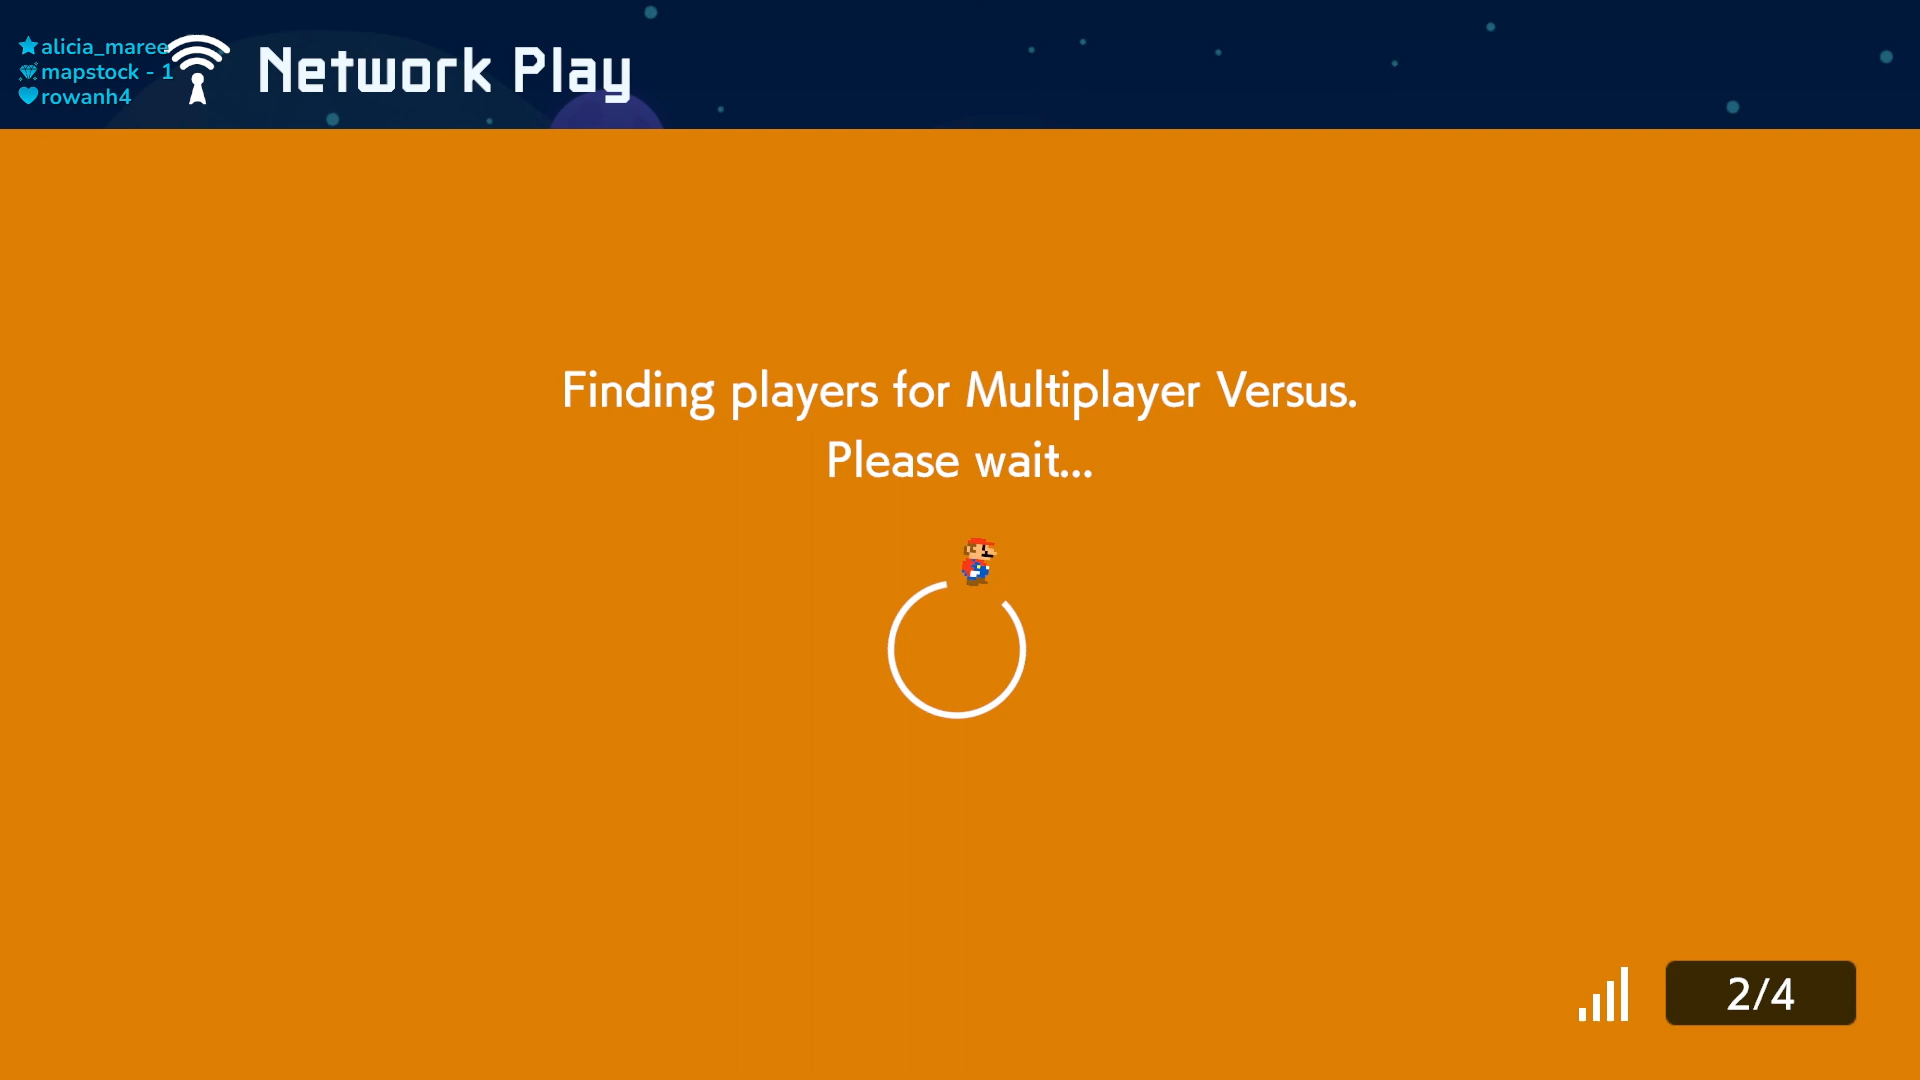 alicia_maree
mapstock - 1
rowanh4
Network Play
Finding players for Multiplayer Versus.
Please wait...
2/4